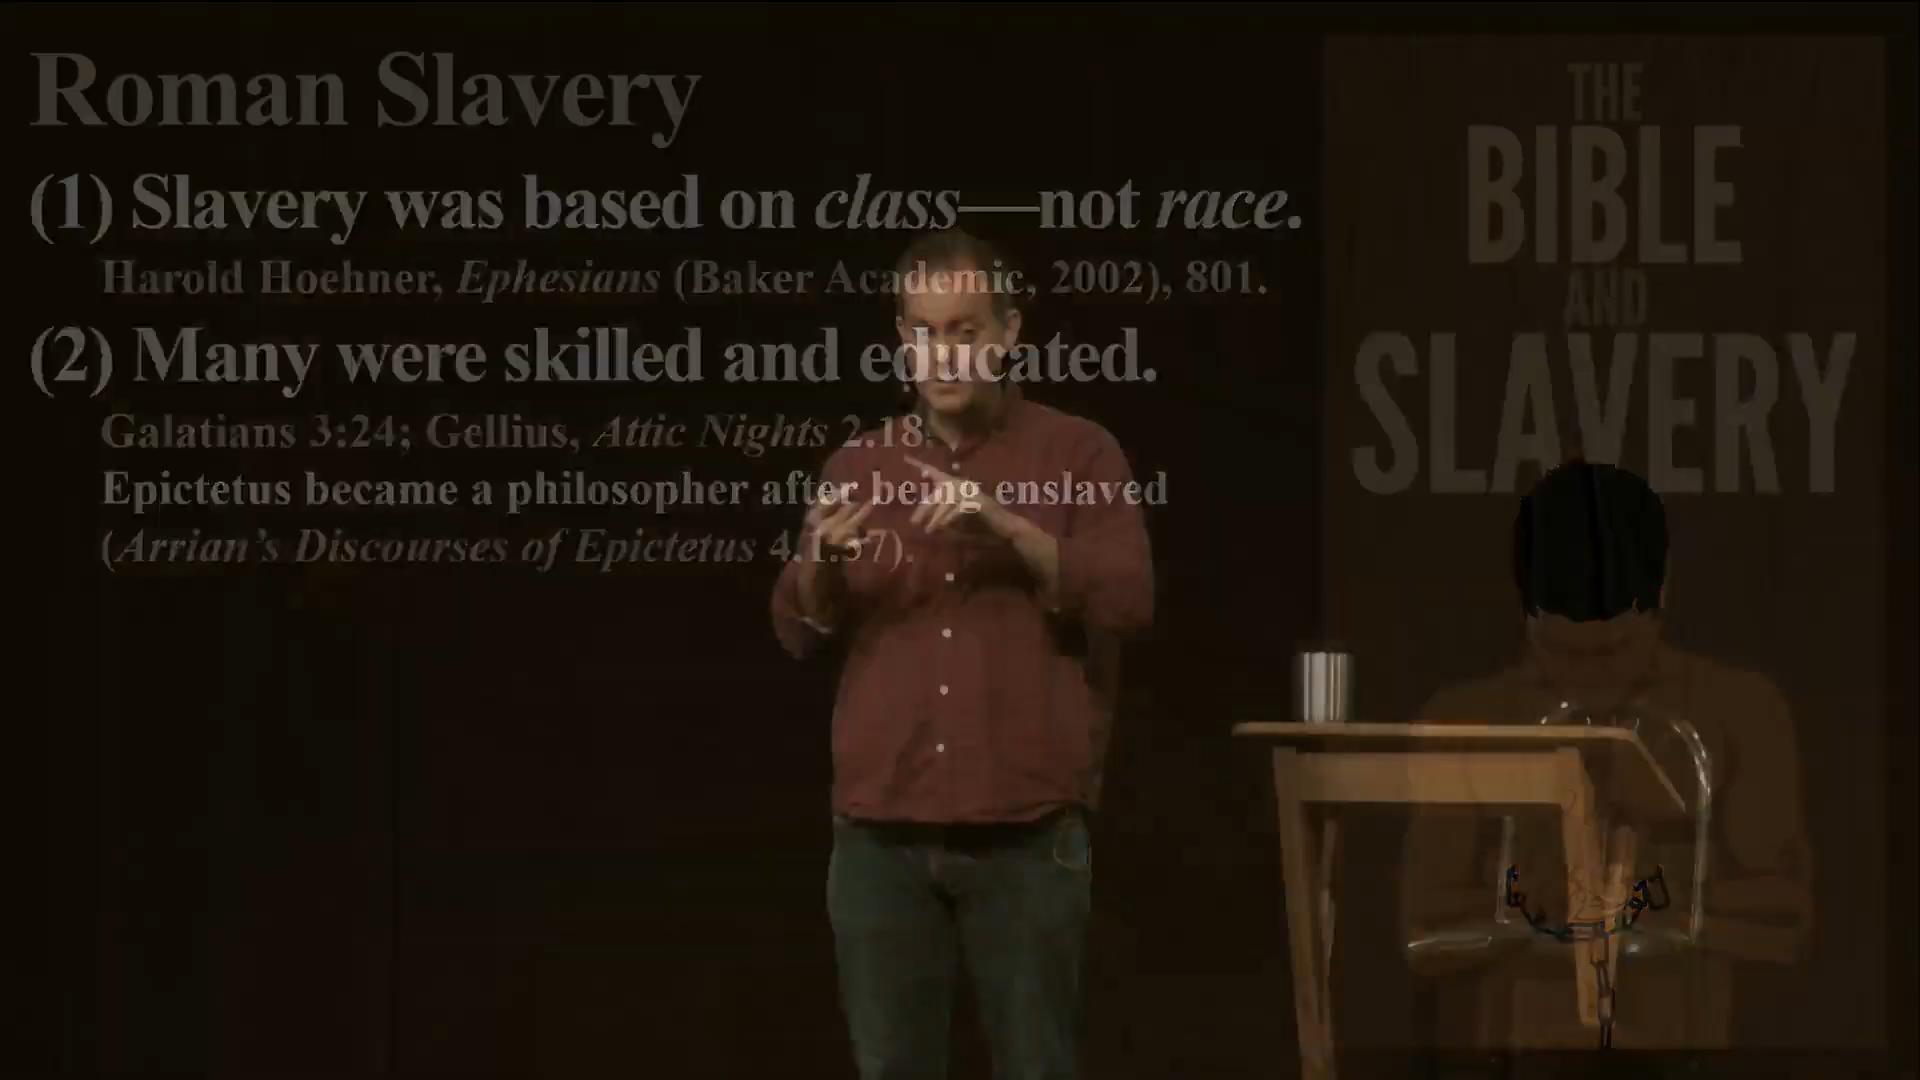 Roman Slavery
(1) Slavery was based on class—not race.
Harold Hoehner, Ephesians (Baker Academic, 2002), 801.
(2) Many were skilled and educated.
Galatians 3:24; Gellius, Attic Nights 2.18.
Epictetus became a philosopher after being enslaved
(Arrian’s Discourses of Epictetus 4.1.37).
THE
BIBLE
AND
SLAVERY